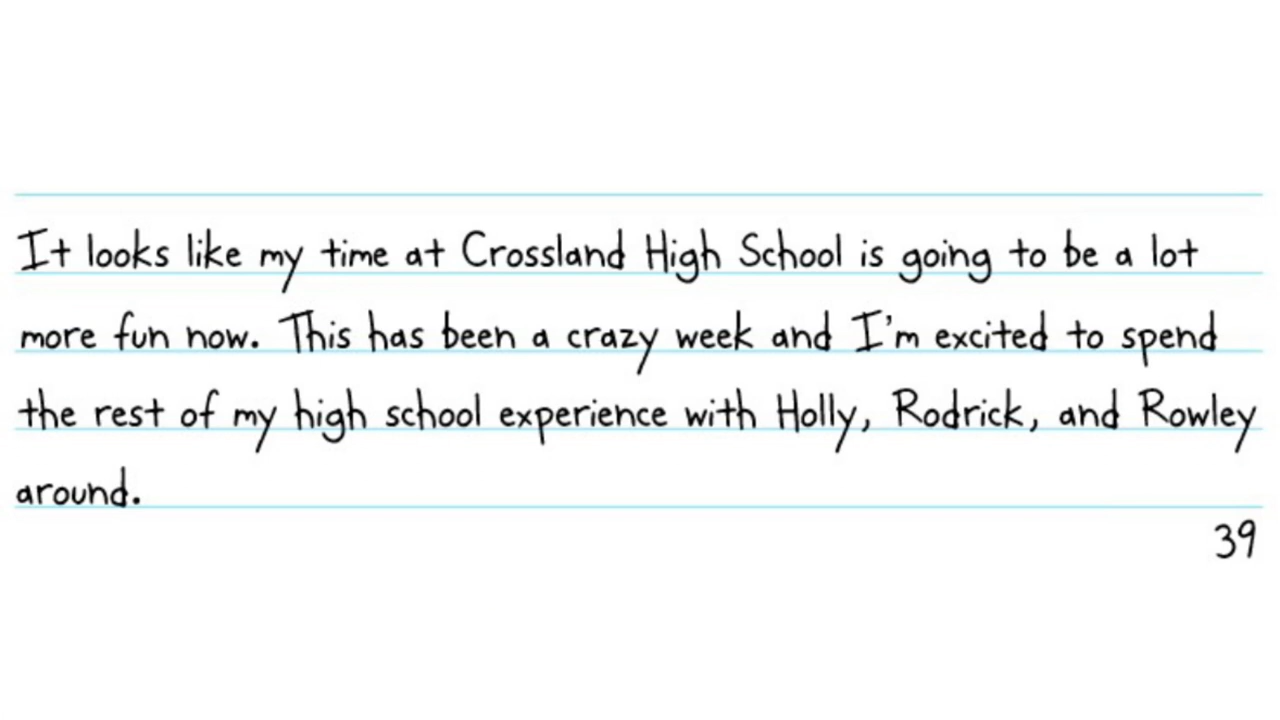 It looks like my time at Crossland High School is going to be a lot
more fun now. This has been a crazy week and I'm excited to spend
the rest of my high school experience with Holly, Rodrick, and Rowley
around.
39